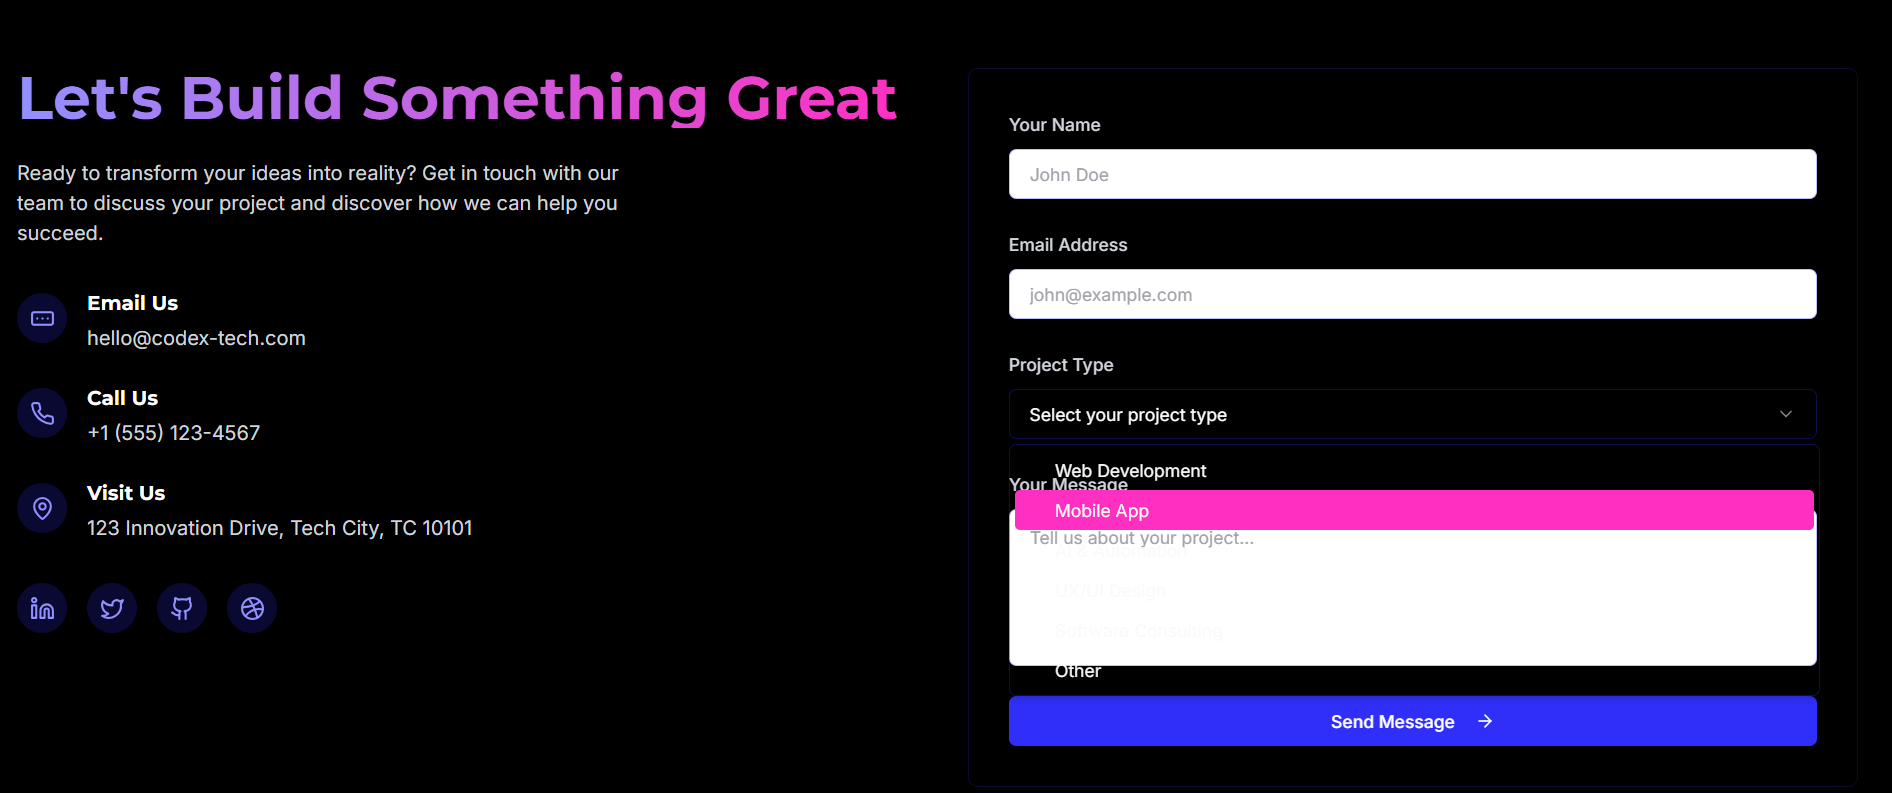 Let's Build Something Great
Ready to transform your ideas into reality? Get in touch with our
team to discuss your project and discover how we can help you
succeed.
Email Us
hello@codex-tech.com
Call Us
+1 (555) 123-4567
Visit Us
123 Innovation Drive, Tech City, TC 10101
Your Name
John Doe
Email Address
john@example.com
Project Type
Select your project type
Web Development
Your Message
Mobile App
Tell us about your project...
AI & Automation
UX/UI Design
Software Consulting
Other
Send Message